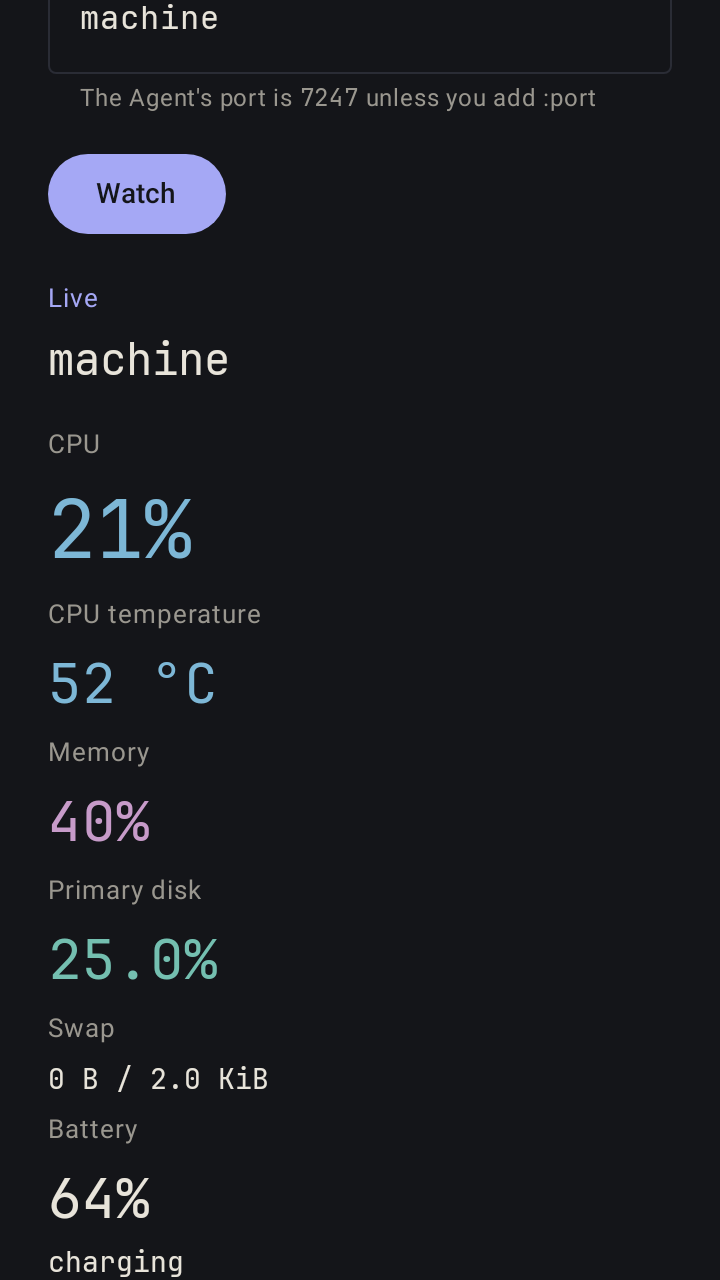 machine
The Agent's port is 7247 unless you add :port
Watch
Live
machine
CPU
21%
CPU temperature
52 °C
Memory
40%
Primary disk
25.0%
Swap
0 B / 2.0 KiB
Battery
64%
charging